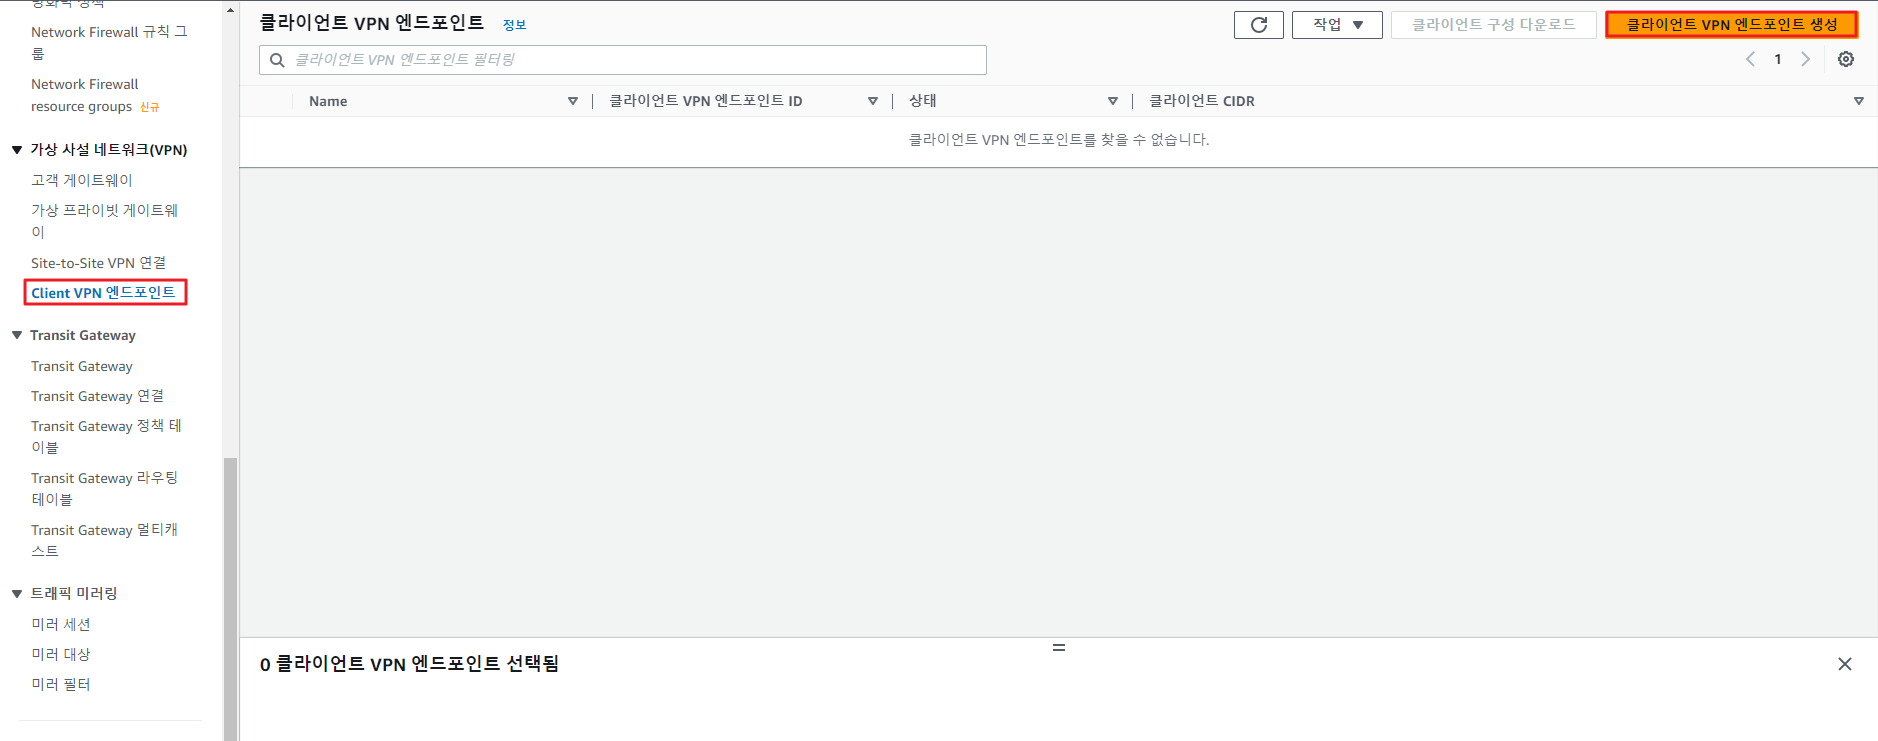 Network Firewall 규칙 그
룹
Network Firewall
resource groups 신규
가상 사설 네트워크(VPN)
고객 게이트웨이
가상 프라이빗 게이트웨
이
Site-to-Site VPN 연결
Client VPN 엔드포인트
Transit Gateway
Transit Gateway
Transit Gateway 연결
Transit Gateway 정책 테
이블
Transit Gateway 라우팅
테이블
Transit Gateway 멀티캐
스트
트래픽 미러링
미러 세션
미러 대상
미러 필터
클라이언트 VPN 엔드포인트 정보
작업
클라이언트 구성 다운로드
클라이언트 VPN 엔드포인트 생성
클라이언트 VPN 엔드포인트 필터링
1
Name 클라이언트 VPN 엔드포인트 ID 상태 클라이언트 CIDR
클라이언트 VPN 엔드포인트를 찾을 수 없습니다.
0 클라이언트 VPN 엔드포인트 선택됨